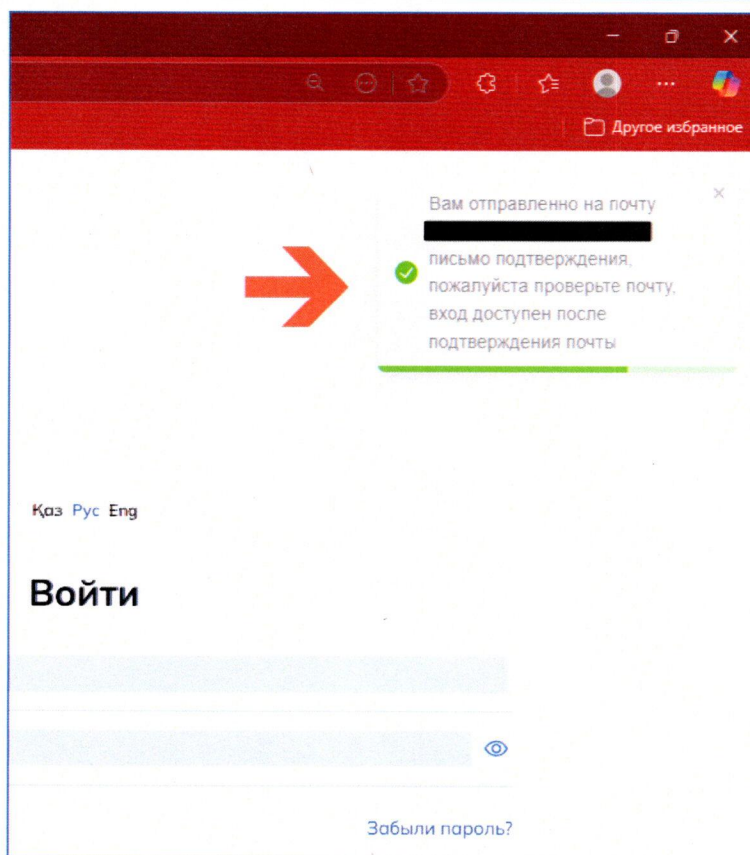 Другое избранное
Вам отправленно на почту
письмо подтверждения,
пожалуйста проверьте почту,
вход доступен после
подтверждения почты
Қаз Рус Eng
Войти
Забыли пароль?